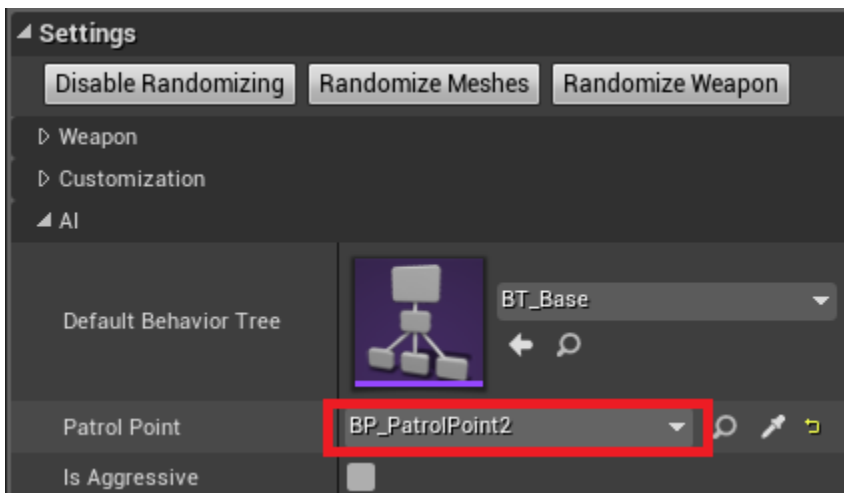 Settings
Disable Randomizing Randomize Meshes Randomize Weapon
Weapon
Customization
AI
Default Behavior Tree
BT_Base
Patrol Point BP_PatrolPoint2
Is Aggressive